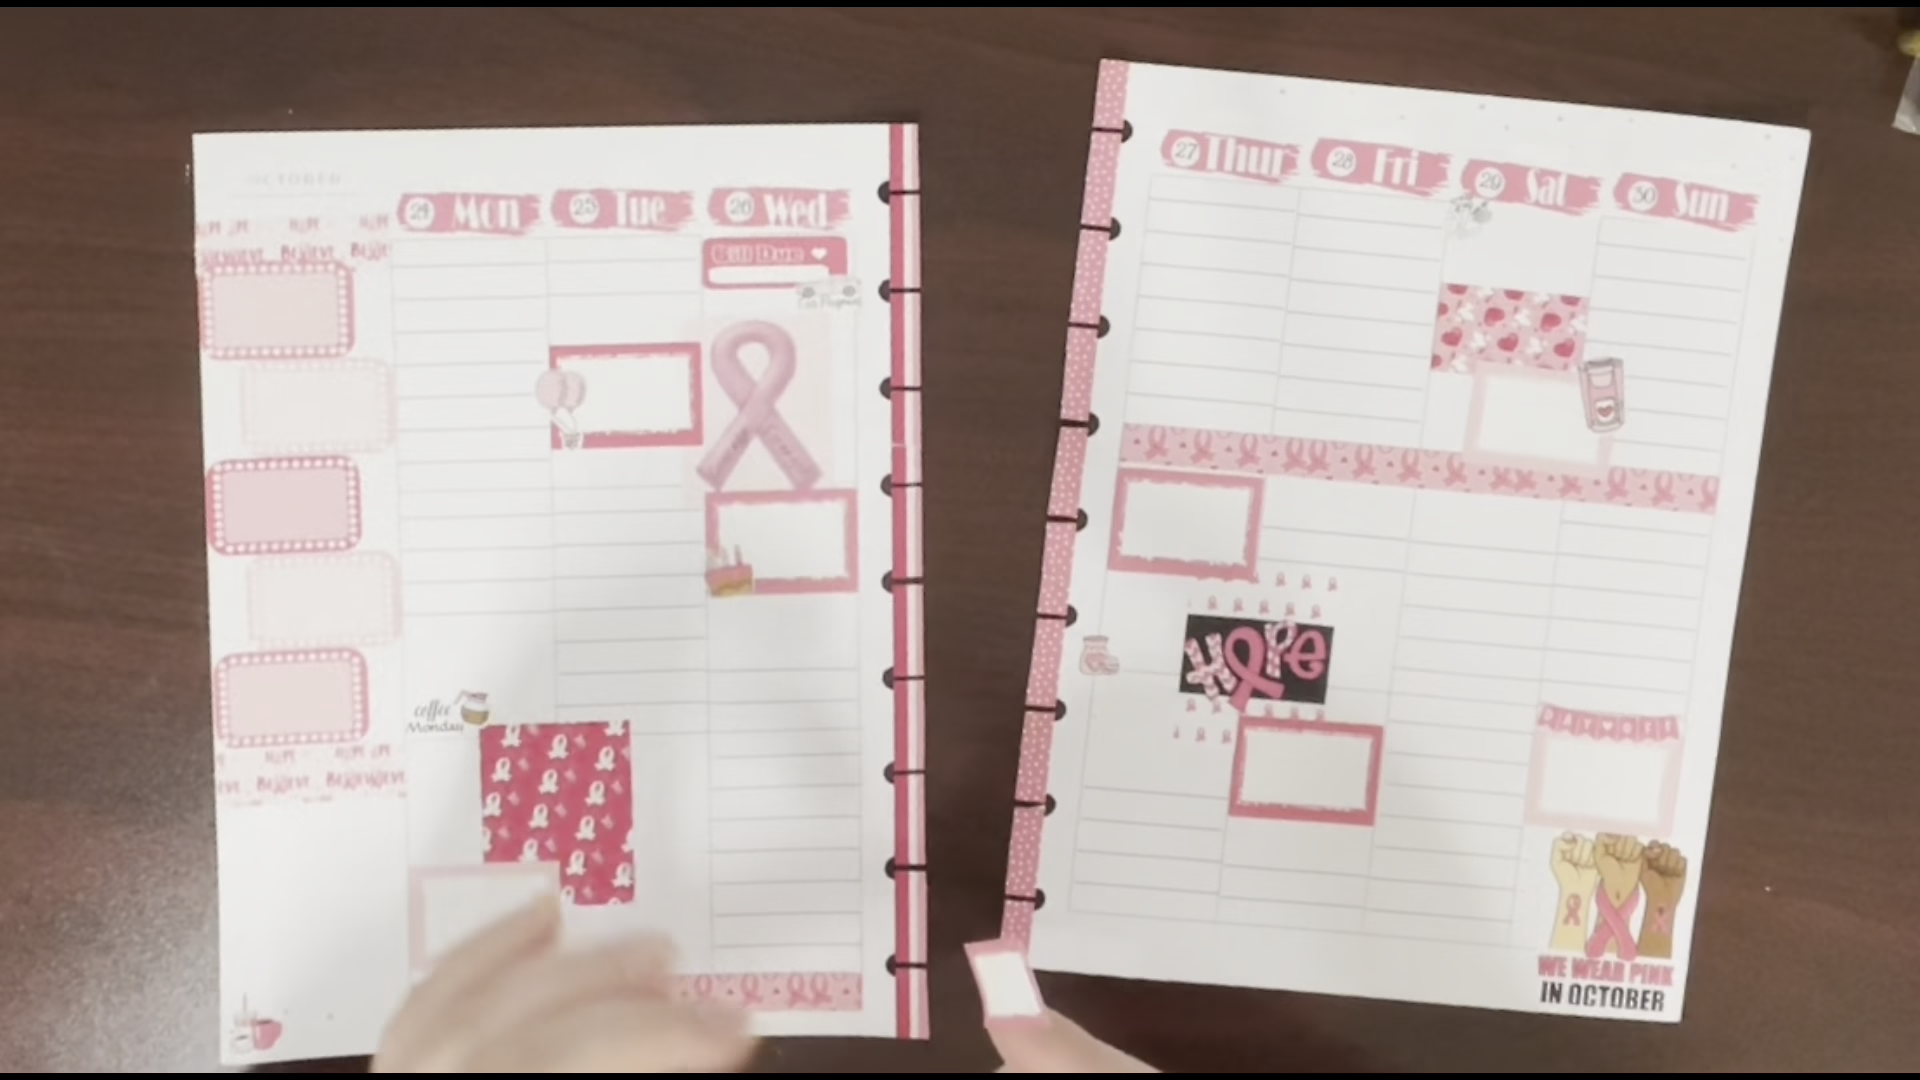 OCTOBER
24 Mon
25 Tue
26 Wed
27 Thur
28 Fri
29 Sat
30 Sun
Bill Due
coffee
Monday
HOPE
WE WEAR PINK
IN OCTOBER